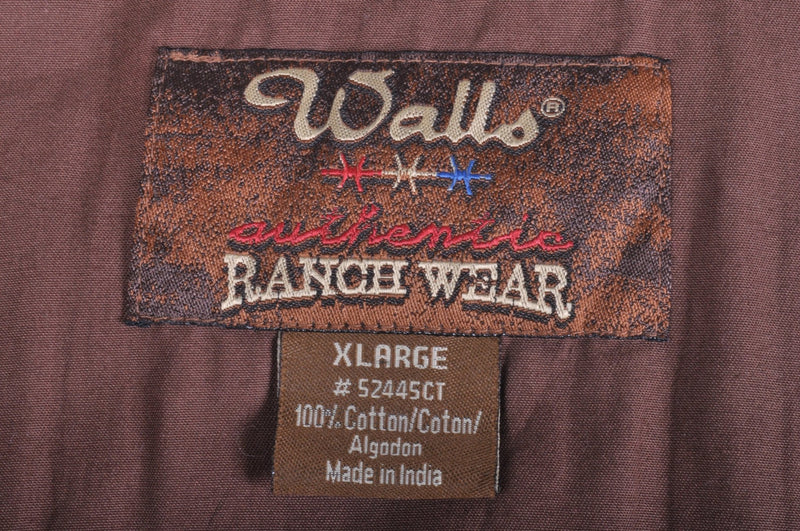 Walls®
authentic
RANCH WEAR
XLARGE
# 52445CT
100% Cotton/Coton/
Algodon
Made in India